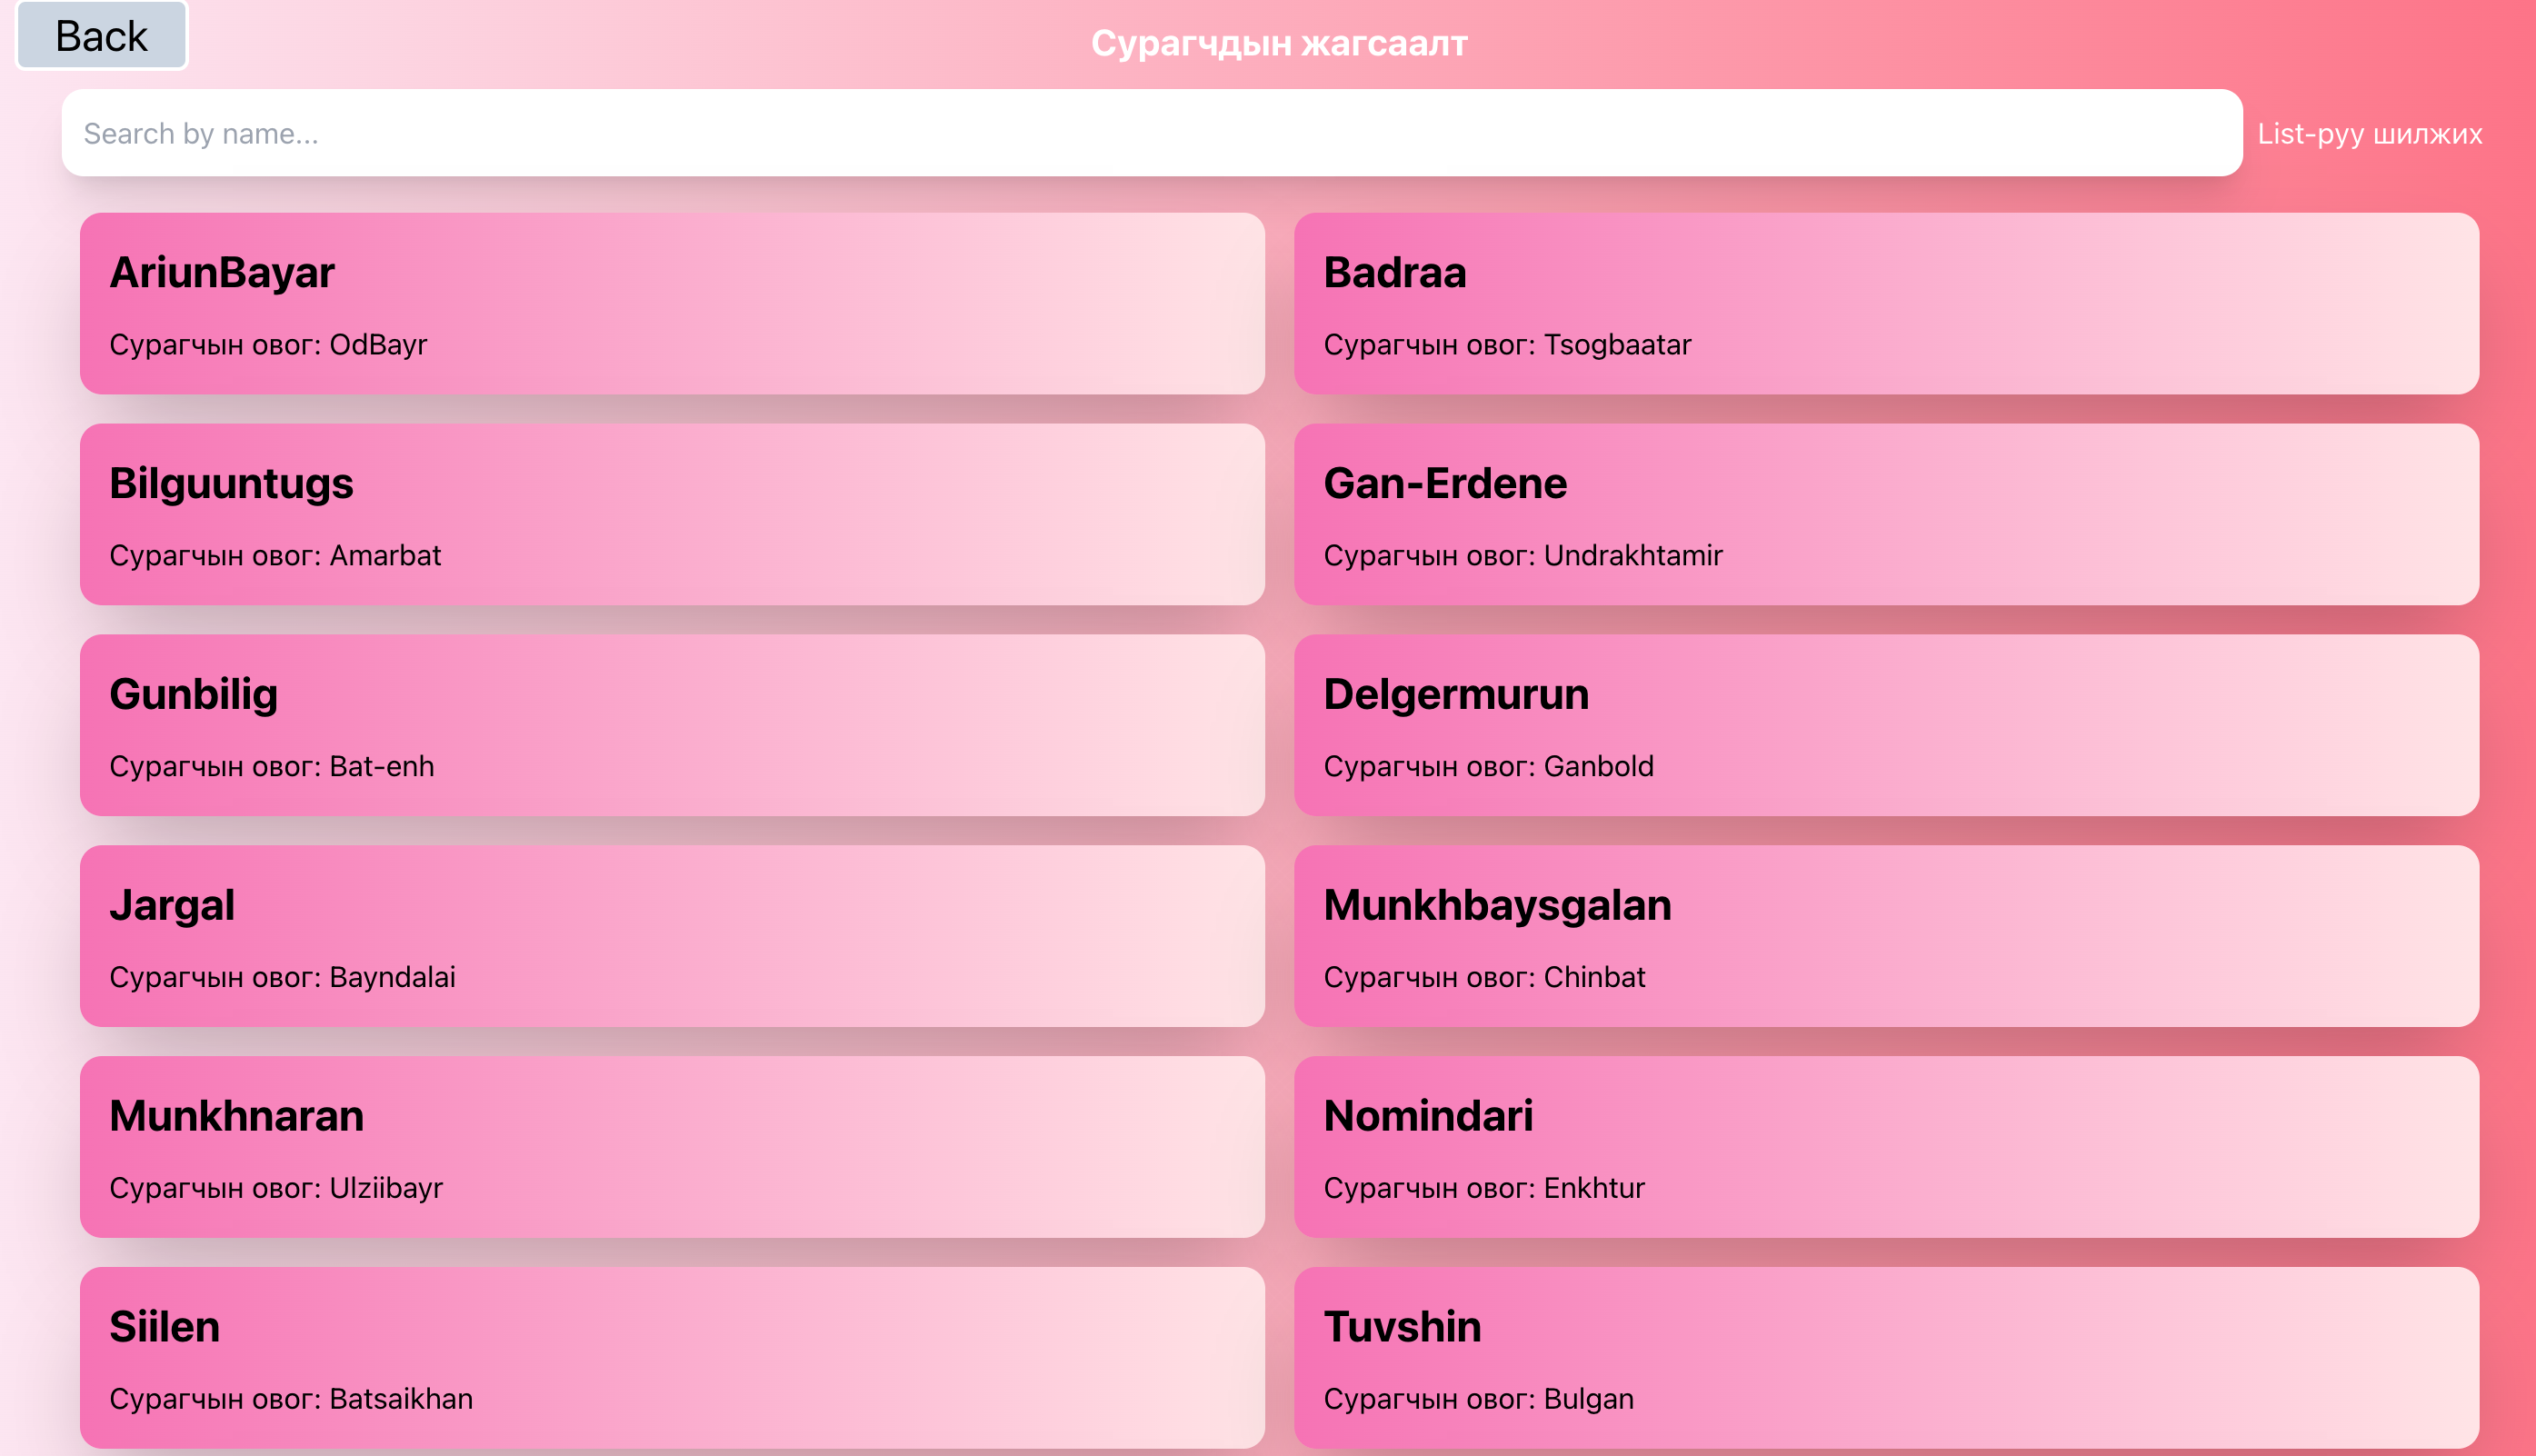 Back
Сурагчдын жагсаалт
Search by name...
List-руу шилжих
AriunBayar
Сурагчын овог: OdBayr
Badraa
Сурагчын овог: Tsogbaatar
Bilguuntugs
Сурагчын овог: Amarbat
Gan-Erdene
Сурагчын овог: Undrakhtamir
Gunbilig
Сурагчын овог: Bat-enh
Delgermurun
Сурагчын овог: Ganbold
Jargal
Сурагчын овог: Bayndalai
Munkhbaysgalan
Сурагчын овог: Chinbat
Munkhnaran
Сурагчын овог: Ulziibayr
Nomindari
Сурагчын овог: Enkhtur
Siilen
Сурагчын овог: Batsaikhan
Tuvshin
Сурагчын овог: Bulgan